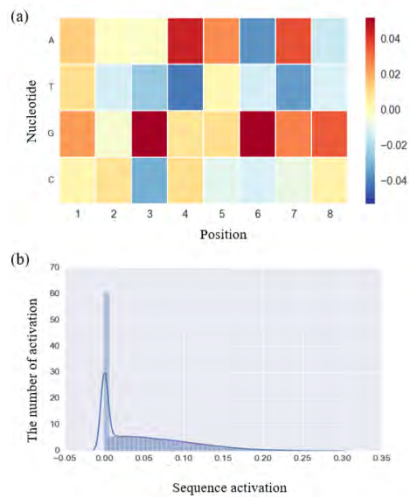 (a)
A
T
G
C
Nucleotide
1 2 3 4 5 6 7 8
Position
0.04
0.02
0.00
−0.02
−0.04
(b)
70
60
50
40
30
20
10
0
The number of activation
−0.05 0.00 0.05 0.10 0.15 0.20 0.25 0.30 0.35
Sequence activation